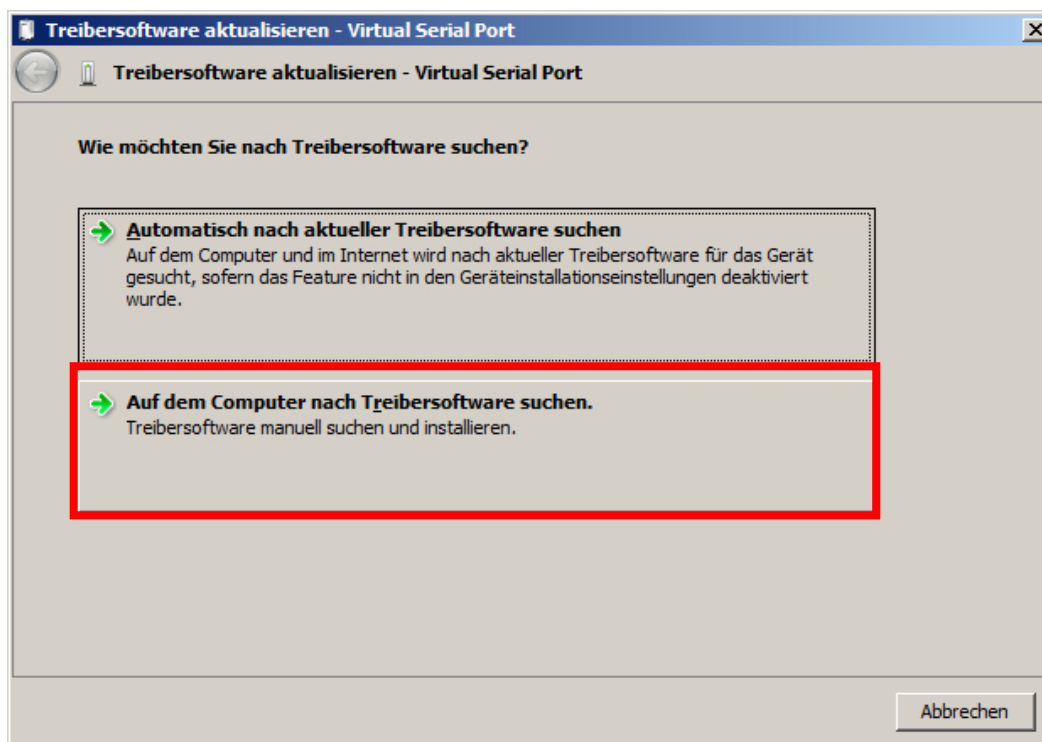 Treibersoftware aktualisieren - Virtual Serial Port
Treibersoftware aktualisieren - Virtual Serial Port
Wie möchten Sie nach Treibersoftware suchen?
Automatisch nach aktueller Treibersoftware suchen
Auf dem Computer und im Internet wird nach aktueller Treibersoftware für das Gerät
gesucht, sofern das Feature nicht in den Geräteinstallationseinstellungen deaktiviert
wurde.
Auf dem Computer nach Treibersoftware suchen.
Treibersoftware manuell suchen und installieren.
Abbrechen